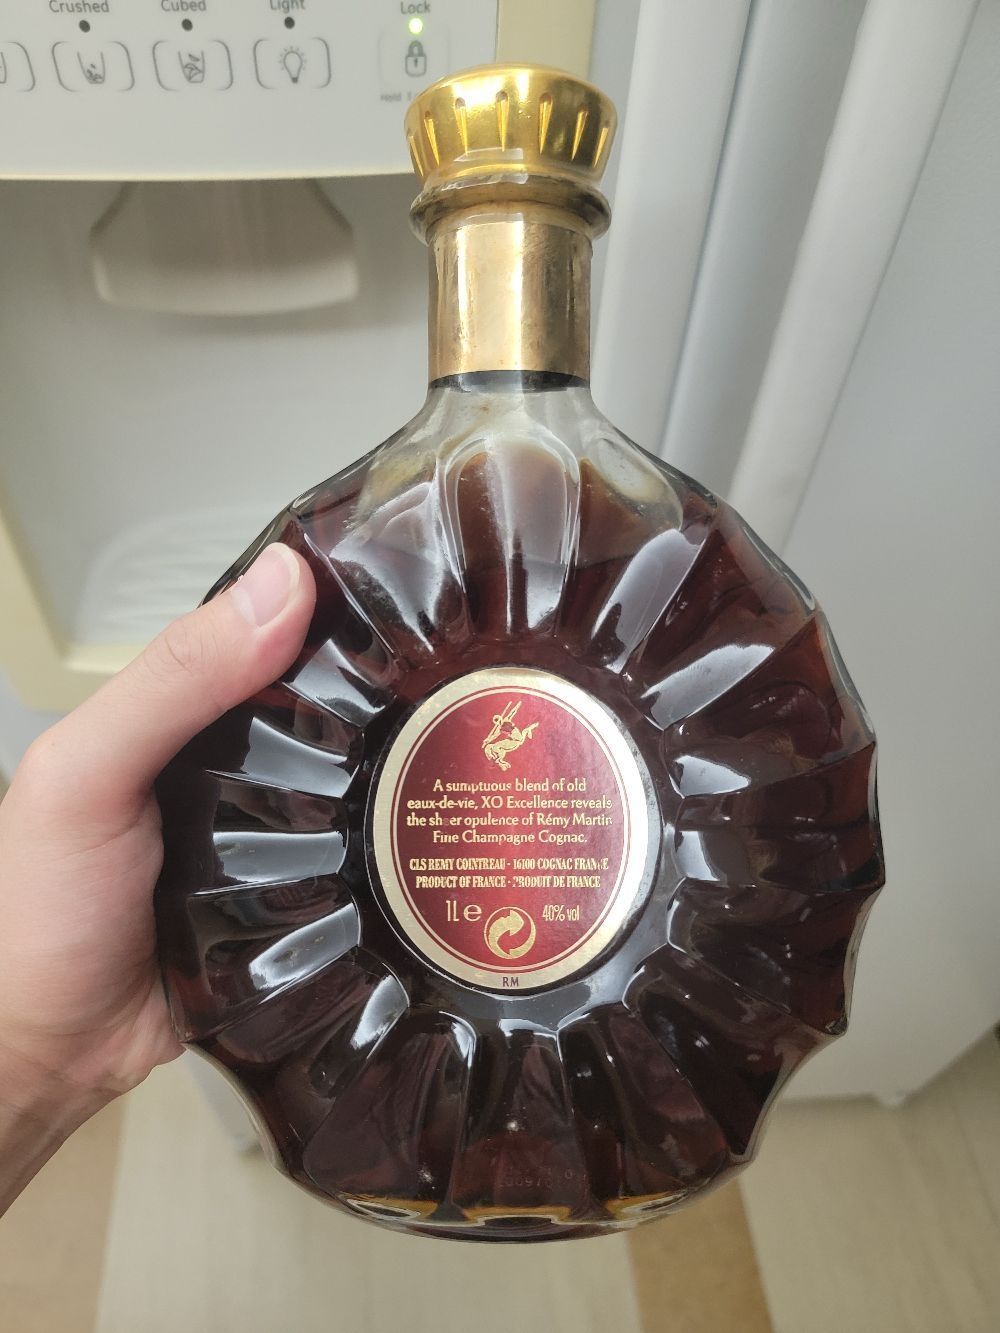 Crushed
Cubed
Light
Lock
A sumptuous blend of old
eaux-de-vie, XO Excellence reveals
the sheer opulence of Rémy Martin
Fine Champagne Cognac.
CLS REMY COINTREAU - 16100 COGNAC FRANCE
PRODUCT OF FRANCE - PRODUIT DE FRANCE
1L e 40% vol
RM